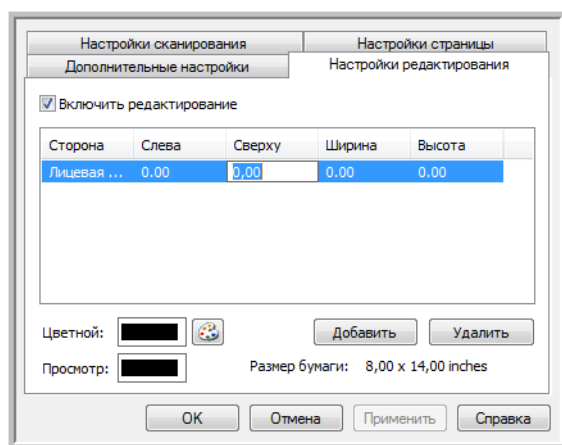 Настройки сканирования Настройки страницы
Дополнительные настройки Настройки редактирования
Включить редактирование
Сторона Слева Сверху Ширина Высота
Лицевая ... 0.00 0,00 0.00 0.00
Цветной: Добавить Удалить
Просмотр: Размер бумаги: 8,00 x 14,00 inches
OK Отмена Применить Справка